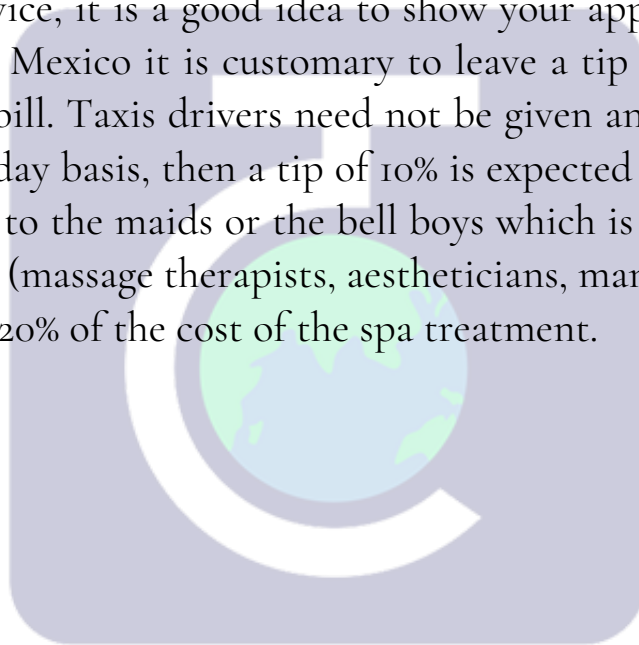 vice, it is a good idea to show your app
Mexico it is customary to leave a tip
bill. Taxis drivers need not be given an
day basis, then a tip of 10% is expected
to the maids or the bell boys which is
(massage therapists, aestheticians, man
20% of the cost of the spa treatment.